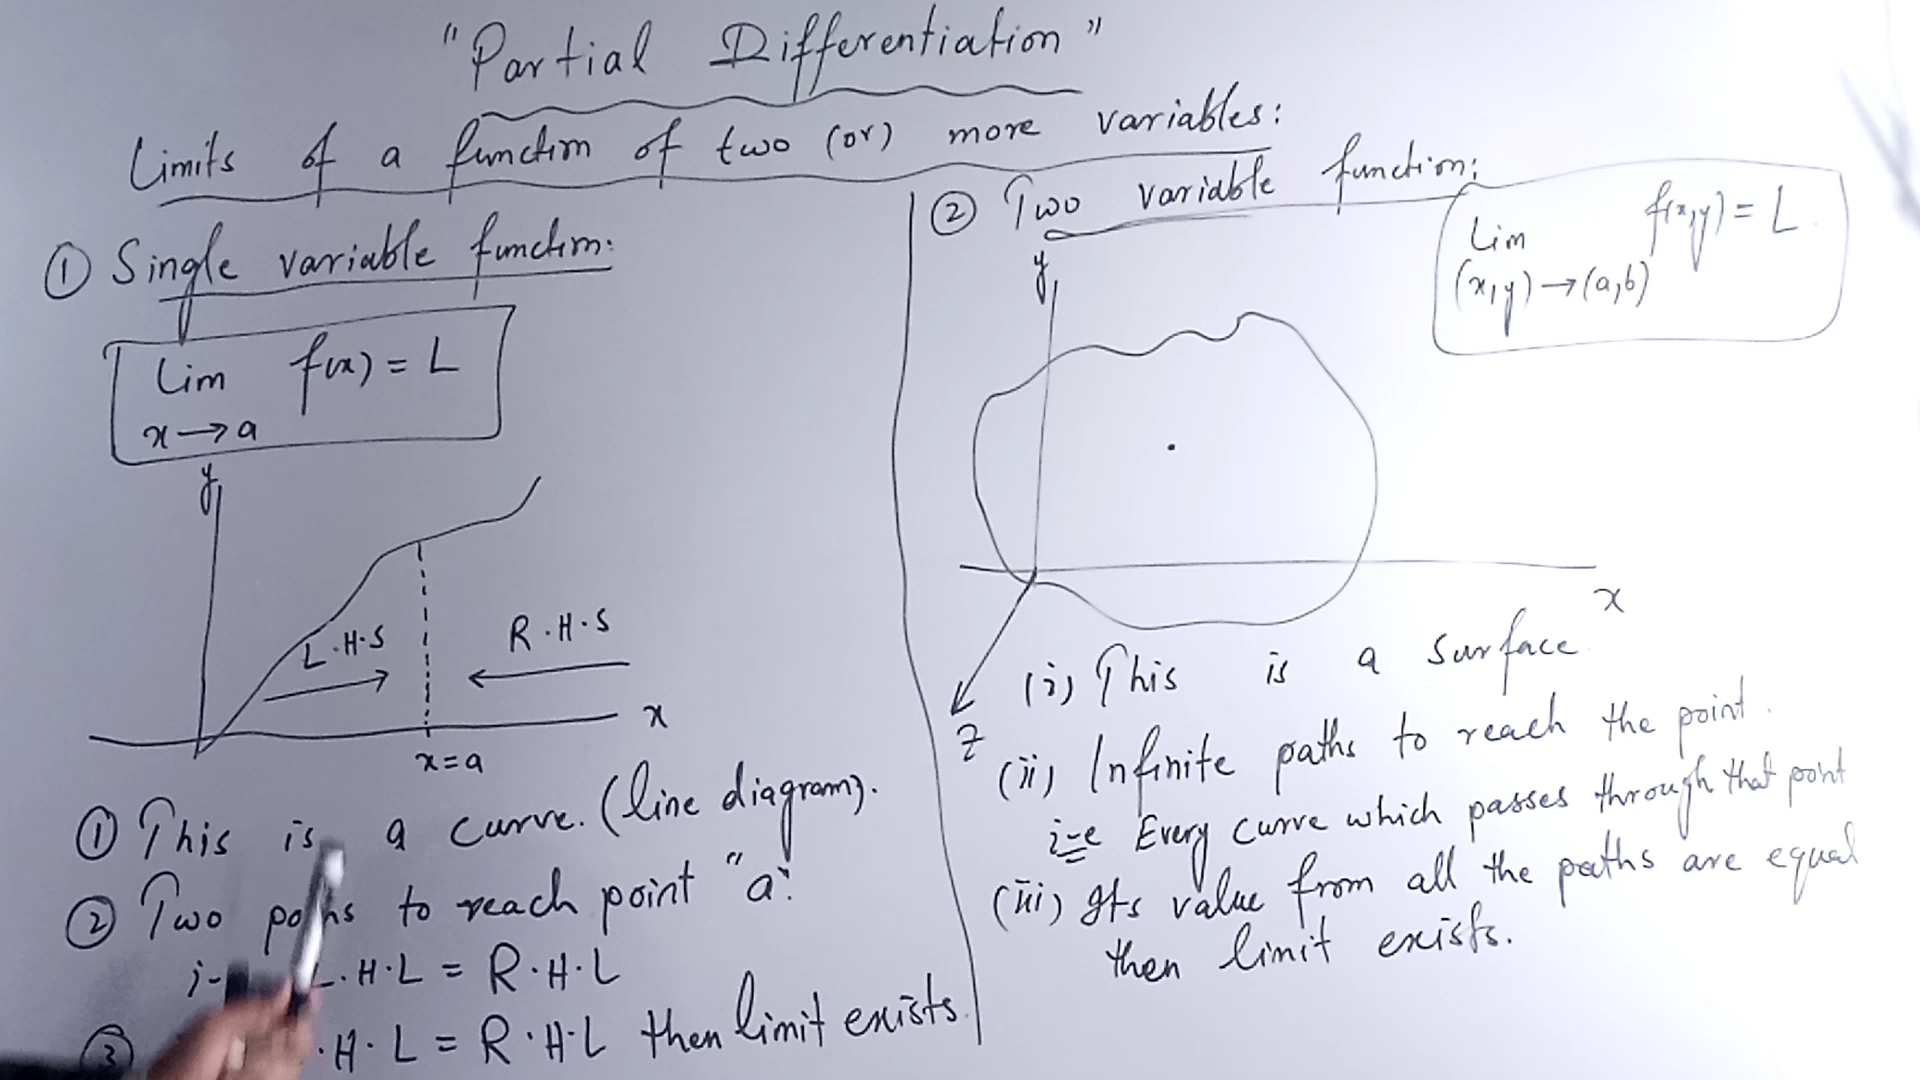 "Partial Differentiation"
Limits of a function of two (or) more variables:
① Single variable function:
Lim f(x) = L
x → a
y
L.H.S
R.H.S
x
x=a
① This is a curve. (line diagram).
② Two paths to reach point "a".
L.H.L = R.H.L
③ .H.L = R.H.L then limit exists.
② Two variable function:
Lim f(x,y) = L
(x,y) → (a,b)
y
x
z
(i) This is a surface
(ii) Infinite paths to reach the point.
i-e Every curve which passes through that point
(iii) Its value from all the paths are equal
then limit exists.